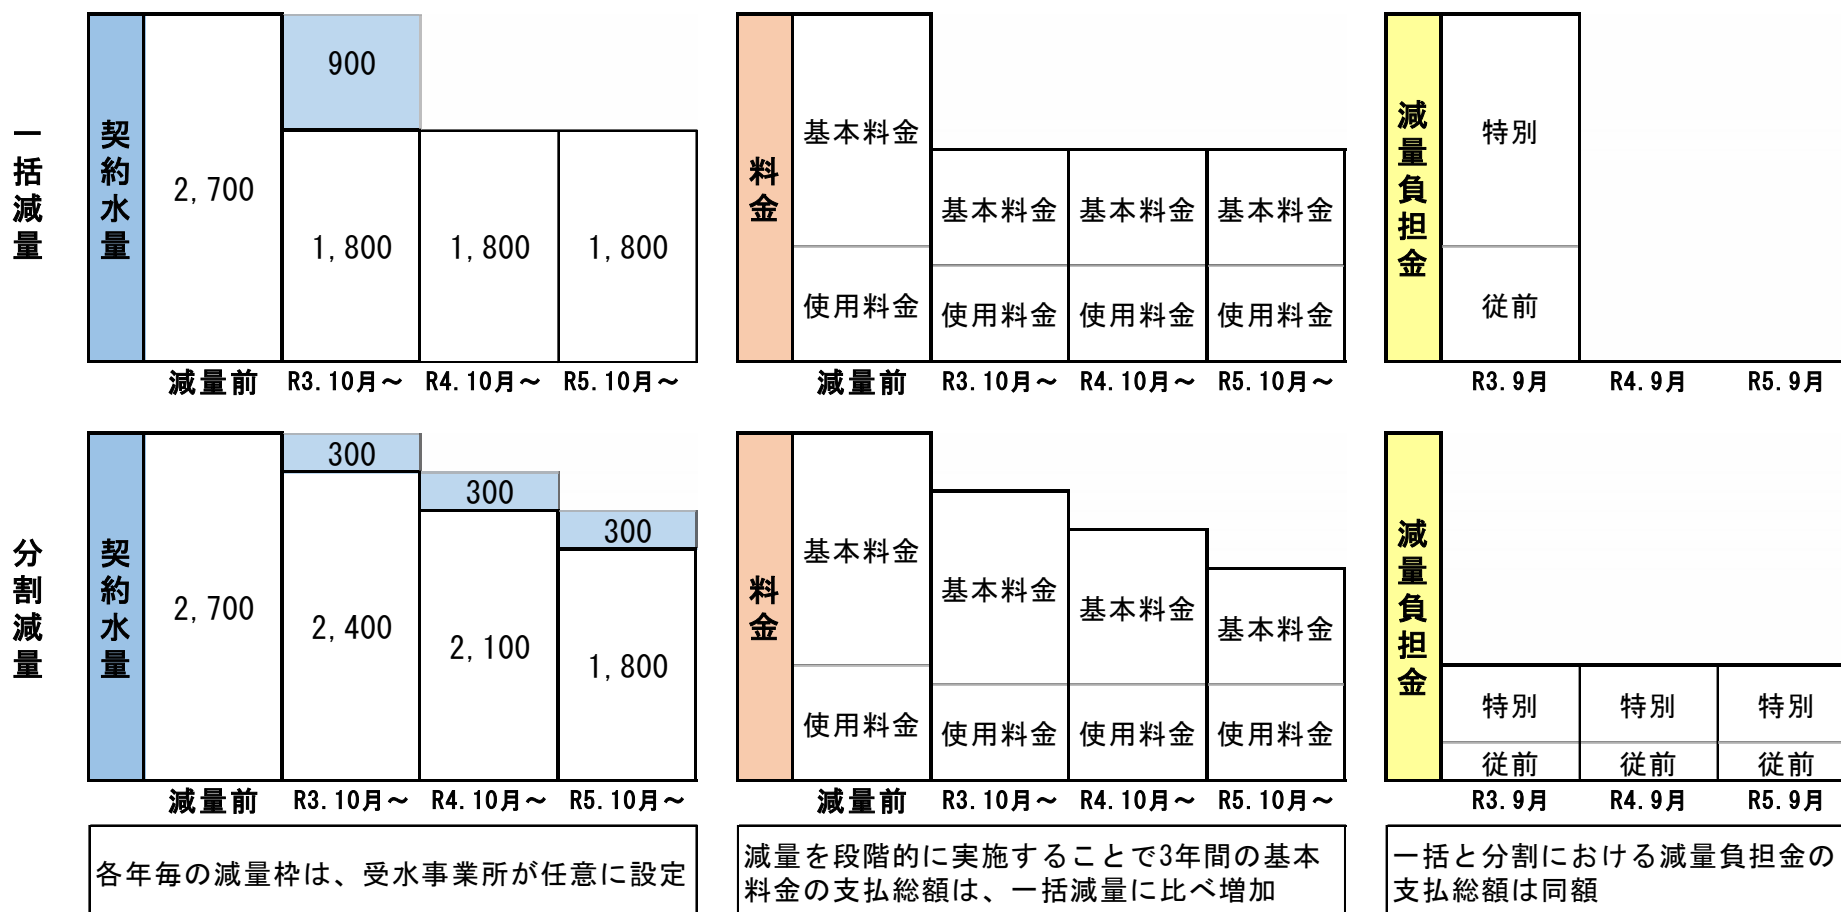 一括減量
契約水量
2,700
900
1,800
1,800
1,800
減量前
R3.10月～
R4.10月～
R5.10月～
料金
基本料金
使用料金
基本料金
使用料金
基本料金
使用料金
基本料金
使用料金
減量前
R3.10月～
R4.10月～
R5.10月～
減量負担金
特別
従前
R3.9月
R4.9月
R5.9月
分割減量
契約水量
2,700
300
2,400
300
2,100
300
1,800
減量前
R3.10月～
R4.10月～
R5.10月～
各年毎の減量枠は、受水事業所が任意に設定
料金
基本料金
使用料金
基本料金
使用料金
基本料金
使用料金
基本料金
使用料金
減量前
R3.10月～
R4.10月～
R5.10月～
減量を段階的に実施することで3年間の基本
料金の支払総額は、一括減量に比べ増加
減量負担金
特別
従前
特別
従前
特別
従前
R3.9月
R4.9月
R5.9月
一括と分割における減量負担金の
支払総額は同額